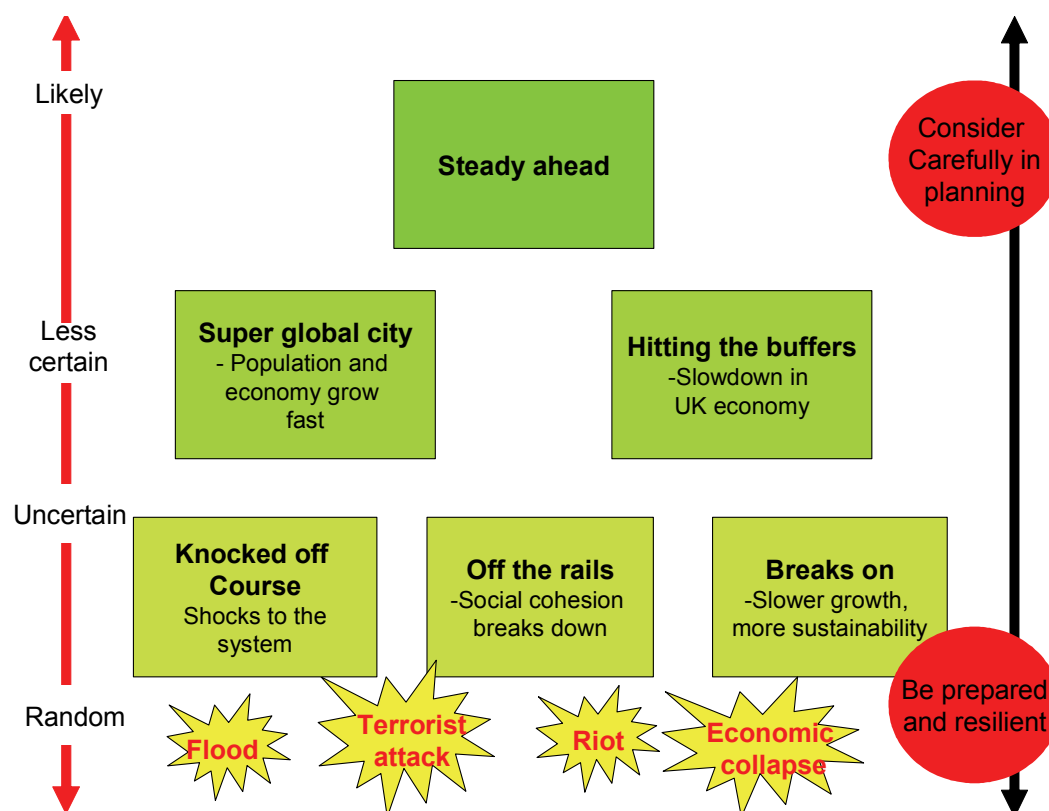 Likely
Steady ahead
Consider
Carefully in
planning
Less
certain
Super global city
- Population and
economy grow
fast
Hitting the buffers
-Slowdown in
UK economy
Uncertain
Knocked off
Course
Shocks to the
system
Off the rails
-Social cohesion
breaks down
Breaks on
-Slower growth,
more sustainability
Random
Flood
Terrorist
attack
Riot
Economic
collapse
Be prepared
and resilient